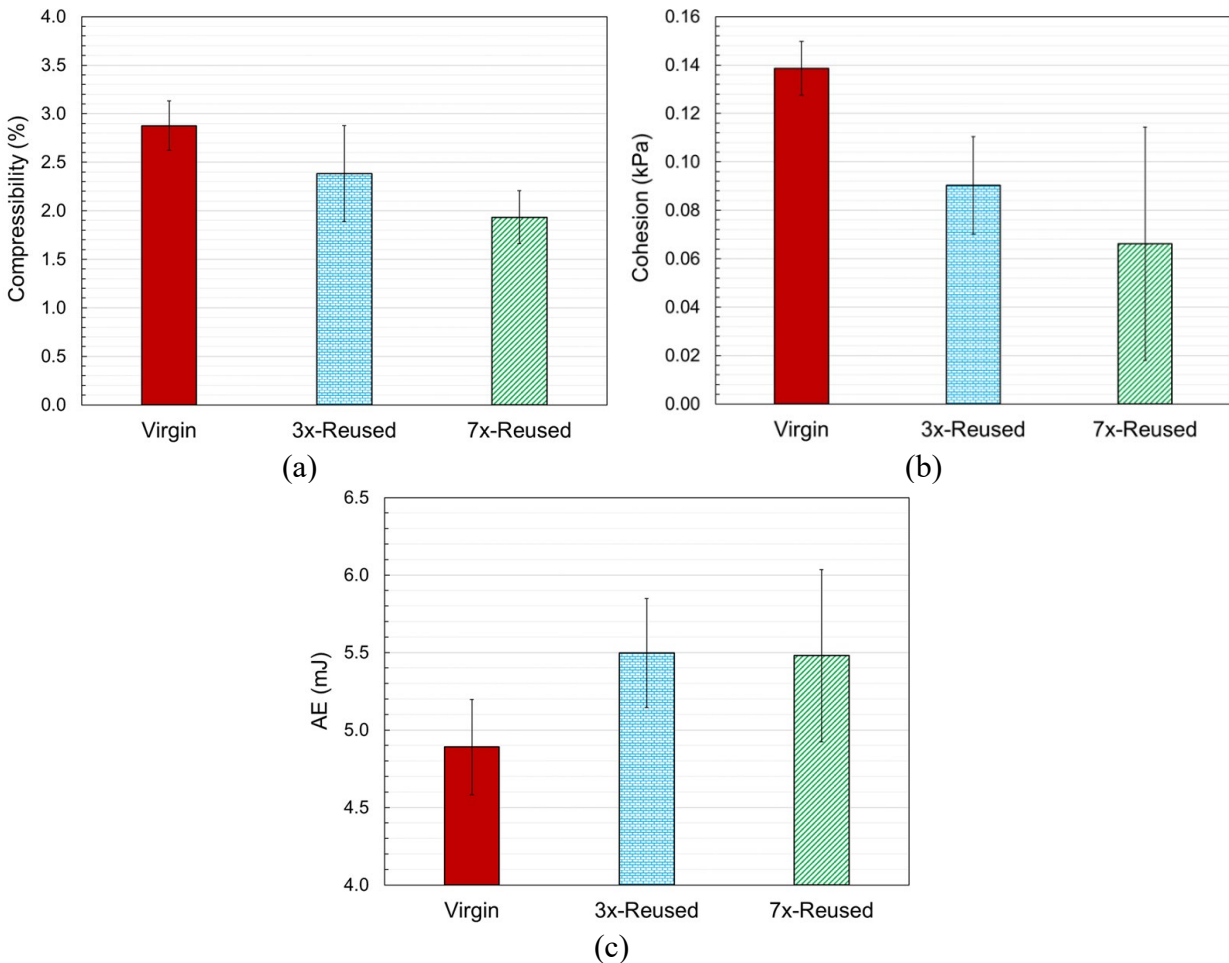 Compressibility (%)
4.0
3.5
3.0
2.5
2.0
1.5
1.0
0.5
0.0
Virgin 3x-Reused 7x-Reused
(a)
Cohesion (kPa)
0.16
0.14
0.12
0.10
0.08
0.06
0.04
0.02
0.00
Virgin 3x-Reused 7x-Reused
(b)
AE (mJ)
6.5
6.0
5.5
5.0
4.5
4.0
Virgin 3x-Reused 7x-Reused
(c)